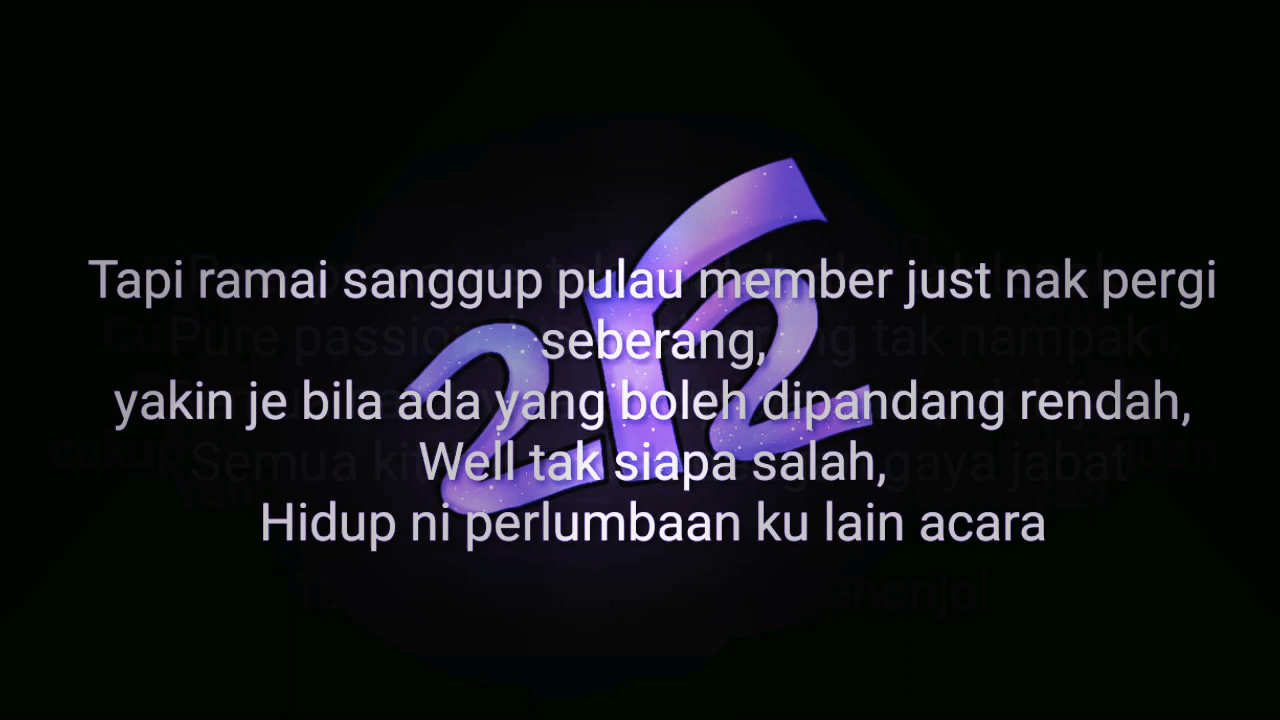 Tapi ramai sanggup pulau member just nak pergi
seberang,
yakin je bila ada yang boleh dipandang rendah,
Well tak siapa salah,
Hidup ni perlumbaan ku lain acara
212